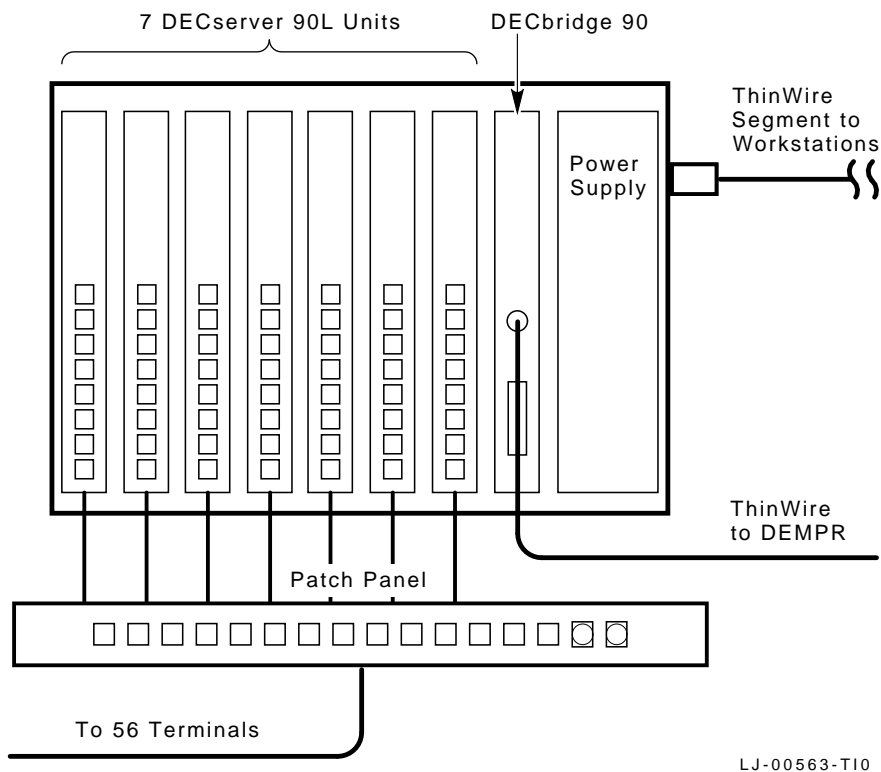 7 DECserver 90L Units
DECbridge 90
ThinWire
Segment to
Workstations
Power
Supply
ThinWire
to DEMPR
Patch Panel
To 56 Terminals
LJ-00563-TI0